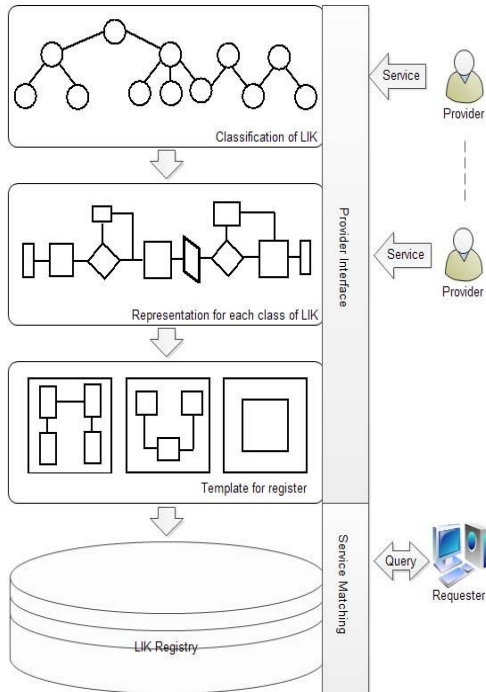 Classification of LIK
Service
Provider
Provider Interface
Representation for each class of LIK
Service
Provider
Template for register
Service Matching
Query
Requester
LIK Registry